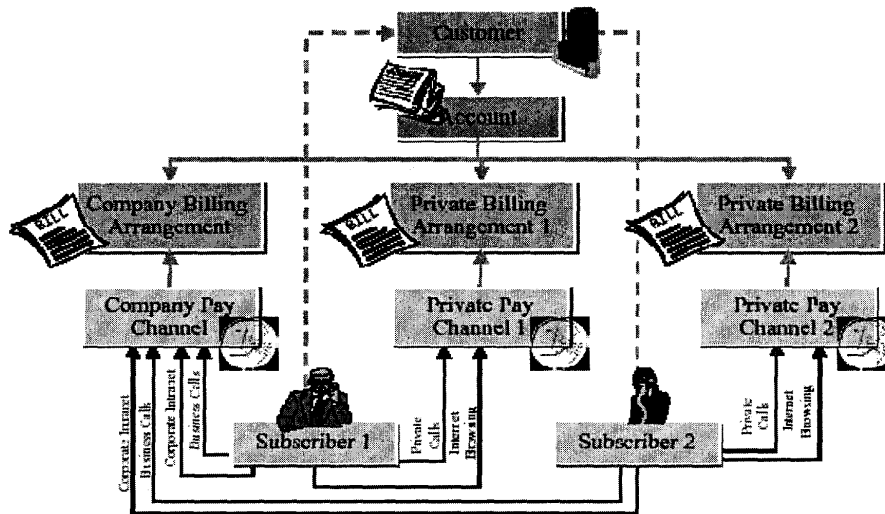 Customer
Account
Company Billing
Arrangement
BILL
Private Billing
Arrangement 1
BILL
Private Billing
Arrangement 2
BILL
Company Pay
Channel
Private Pay
Channel 1
Private Pay
Channel 2
Corporate Intranet
Business Calls
Corporate Intranet
Business Calls
Subscriber 1
Private
Calls
Internet
Browsing
Subscriber 2
Private
Calls
Internet
Browsing